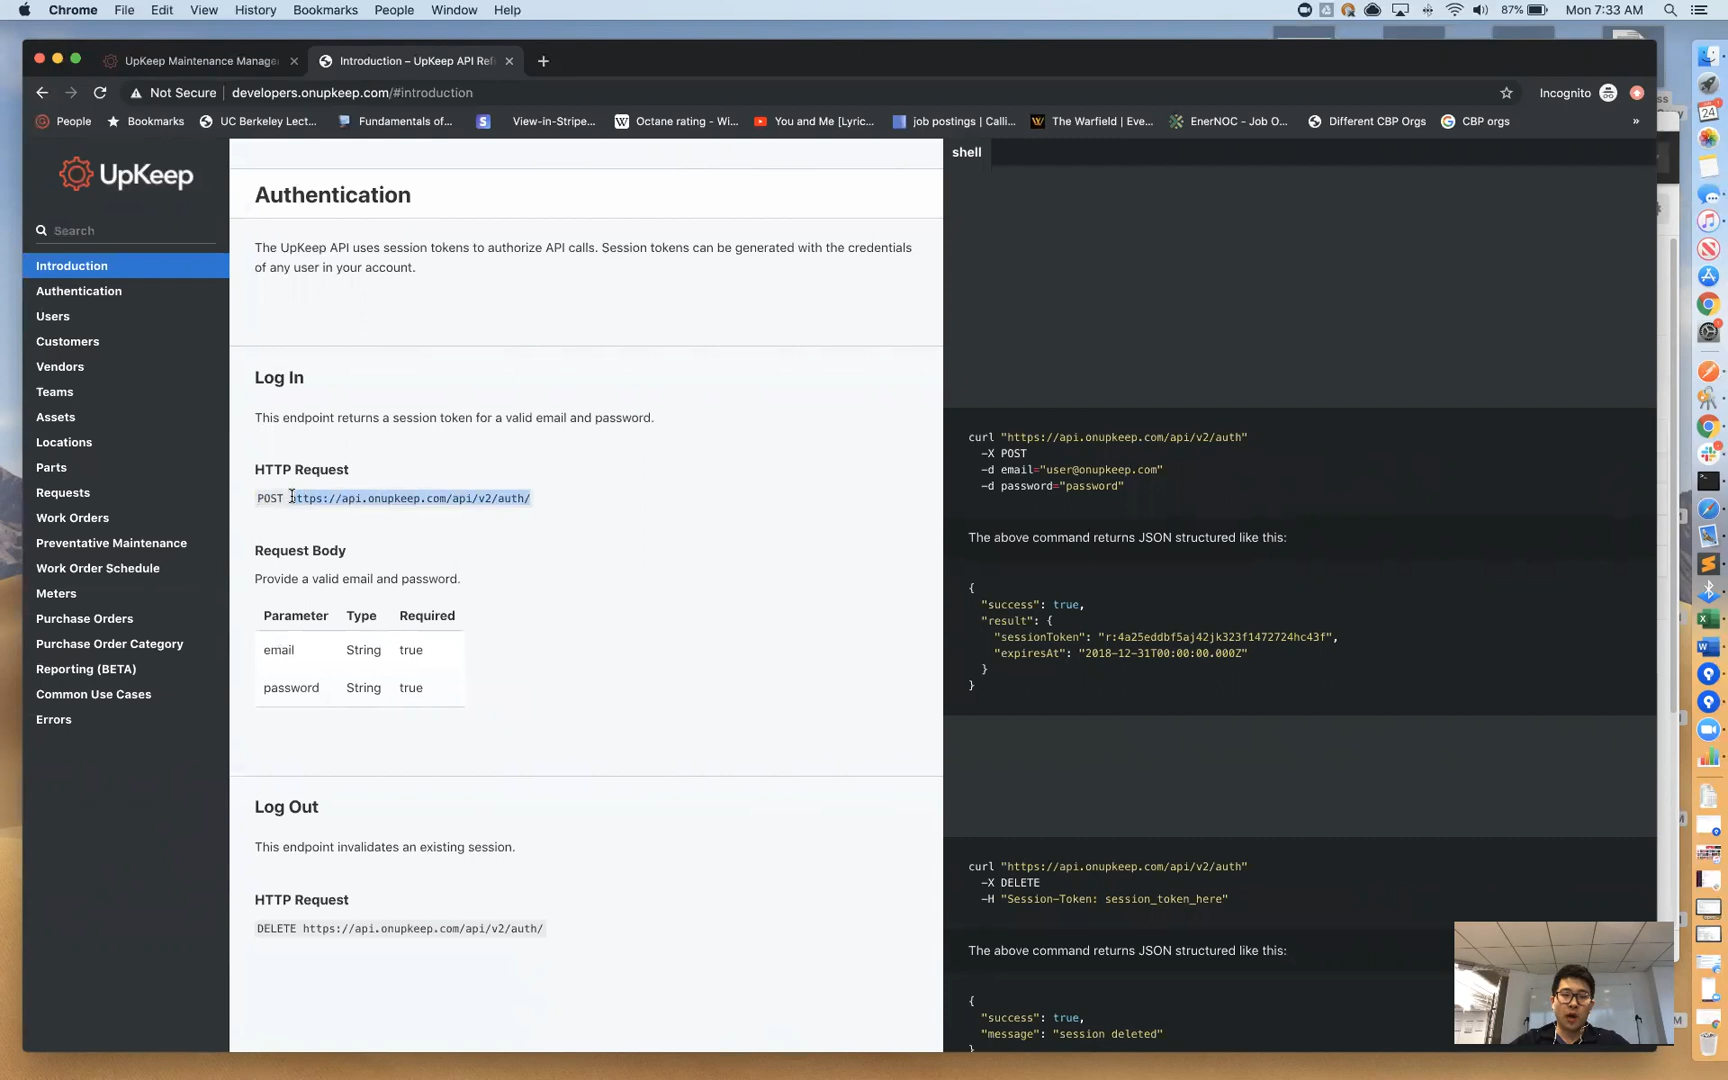 Chrome File Edit View History Bookmarks People Window Help 87% Mon 7:33 AM
UpKeep Maintenance Manage
Introduction – UpKeep API Ref
Not Secure developers.onupkeep.com/#introduction Incognito
People Bookmarks UC Berkeley Lect... Fundamentals of... View-in-Stripe... Octane rating - Wi... You and Me [Lyric... job postings | Calli... The Warfield | Eve... EnerNOC - Job O... Different CBP Orgs CBP orgs »
UpKeep
Search
Introduction
Authentication
Users
Customers
Vendors
Teams
Assets
Locations
Parts
Requests
Work Orders
Preventative Maintenance
Work Order Schedule
Meters
Purchase Orders
Purchase Order Category
Reporting (BETA)
Common Use Cases
Errors
Authentication
The UpKeep API uses session tokens to authorize API calls. Session tokens can be generated with the credentials
of any user in your account.
Log In
This endpoint returns a session token for a valid email and password.
HTTP Request
POST https://api.onupkeep.com/api/v2/auth/
Request Body
Provide a valid email and password.
Parameter Type Required
email String true
password String true
Log Out
This endpoint invalidates an existing session.
HTTP Request
DELETE https://api.onupkeep.com/api/v2/auth/
shell
curl "https://api.onupkeep.com/api/v2/auth"
-X POST
-d email="user@onupkeep.com"
-d password="password"
The above command returns JSON structured like this:
{
"success": true,
"result": {
"sessionToken": "r:4a25eddbf5aj42jk323f1472724hc43f",
"expiresAt": "2018-12-31T00:00:00.000Z"
}
}
curl "https://api.onupkeep.com/api/v2/auth"
-X DELETE
-H "Session-Token: session_token_here"
The above command returns JSON structured like this:
{
"success": true,
"message": "session deleted"
}
24